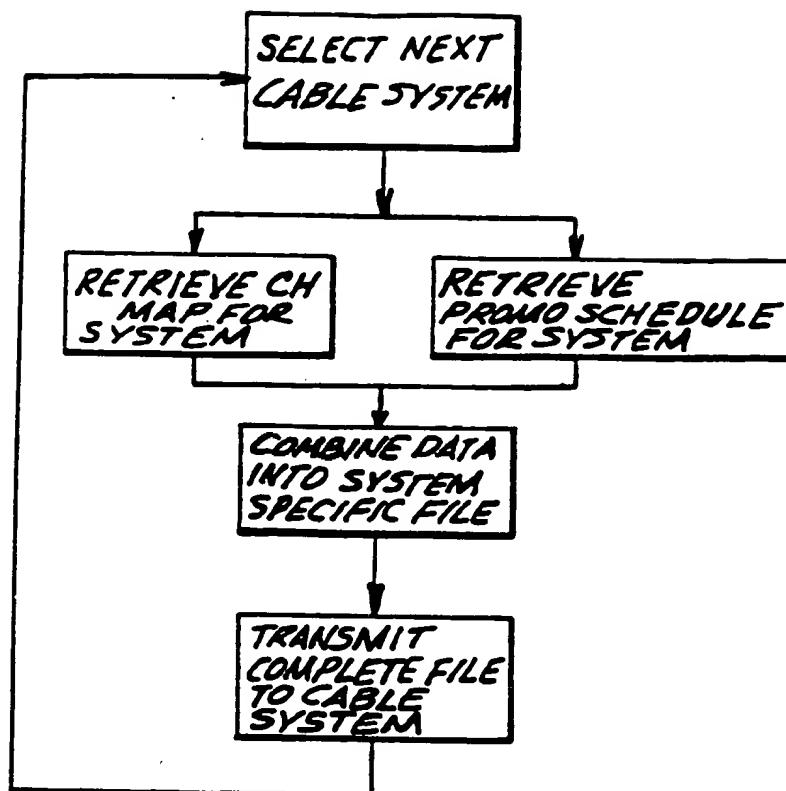 SELECT NEXT
CABLE SYSTEM
RETRIEVE CH
MAP FOR
SYSTEM
RETRIEVE
PROMO SCHEDULE
FOR SYSTEM
COMBINE DATA
INTO SYSTEM
SPECIFIC FILE
TRANSMIT
COMPLETE FILE
TO CABLE
SYSTEM